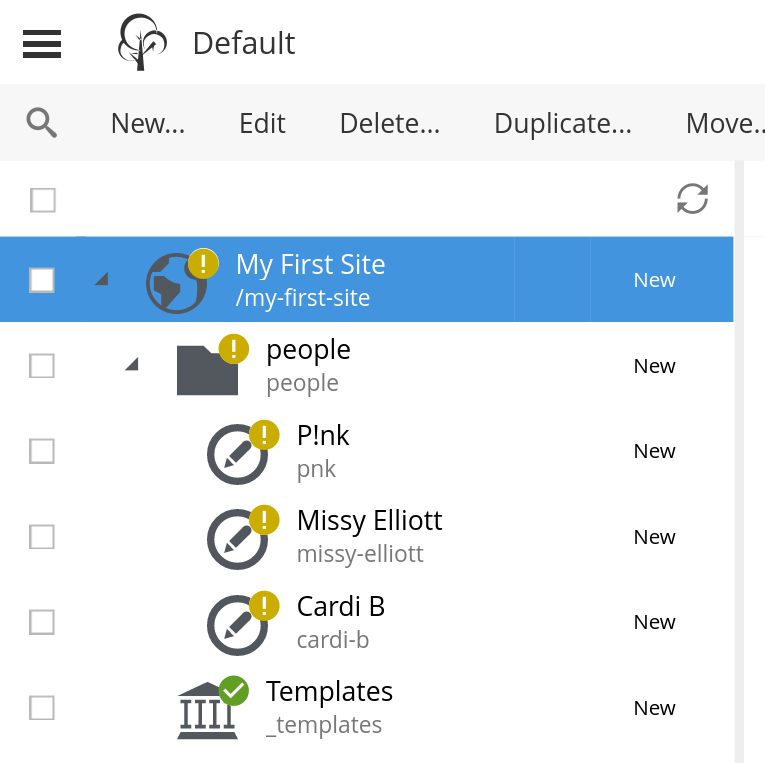 Default
New... Edit Delete... Duplicate... Move..
My First Site
/my-first-site
New
people
people
New
P!nk
pnk
New
Missy Elliott
missy-elliott
New
Cardi B
cardi-b
New
Templates
_templates
New